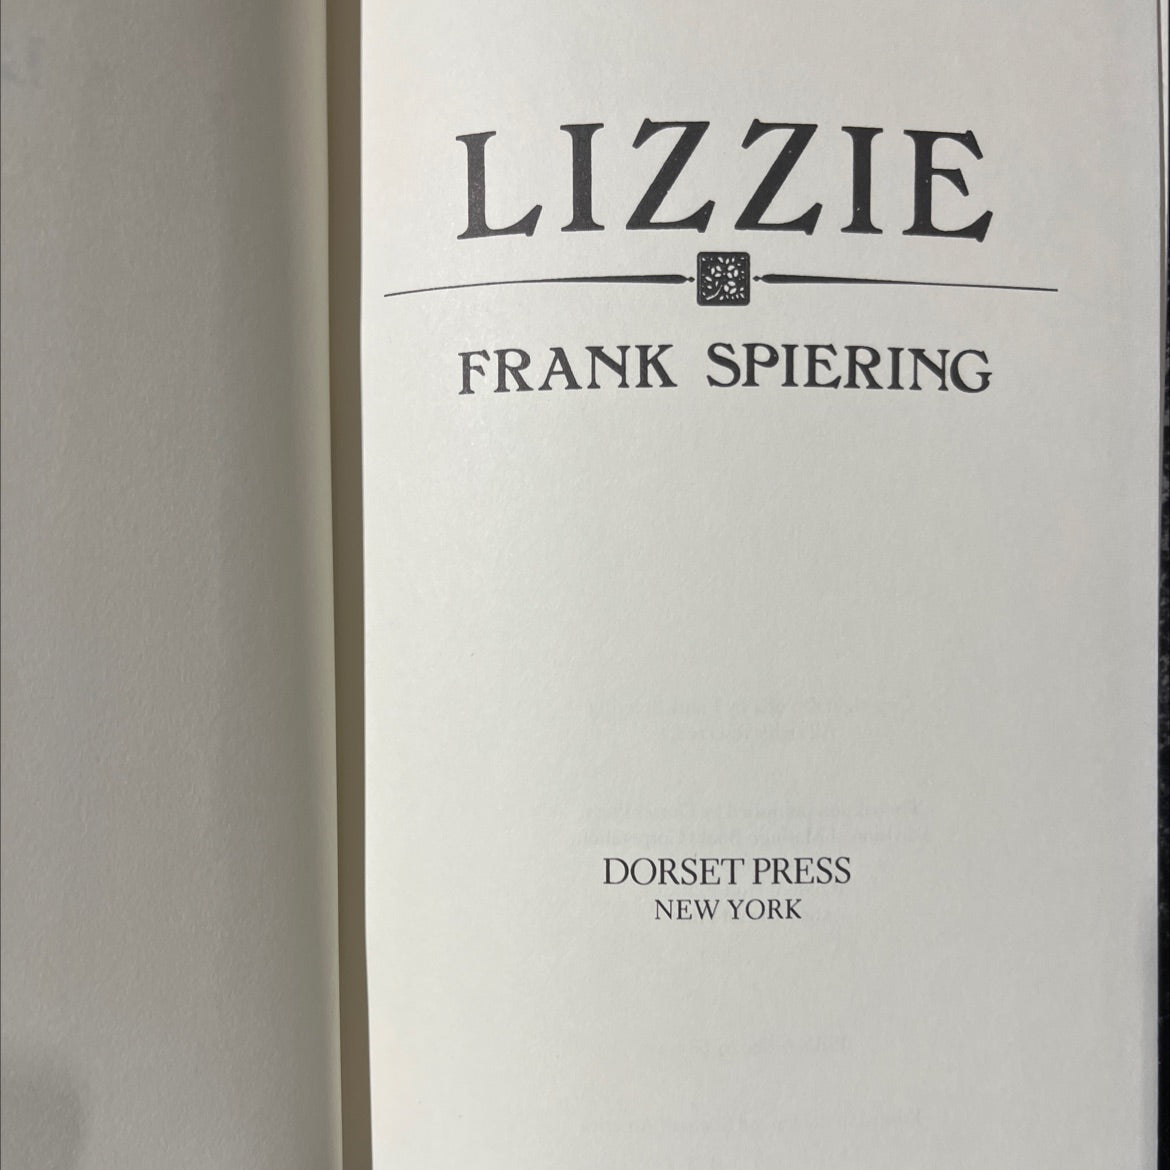 LIZZIE
FRANK SPIERING
DORSET PRESS
NEW YORK